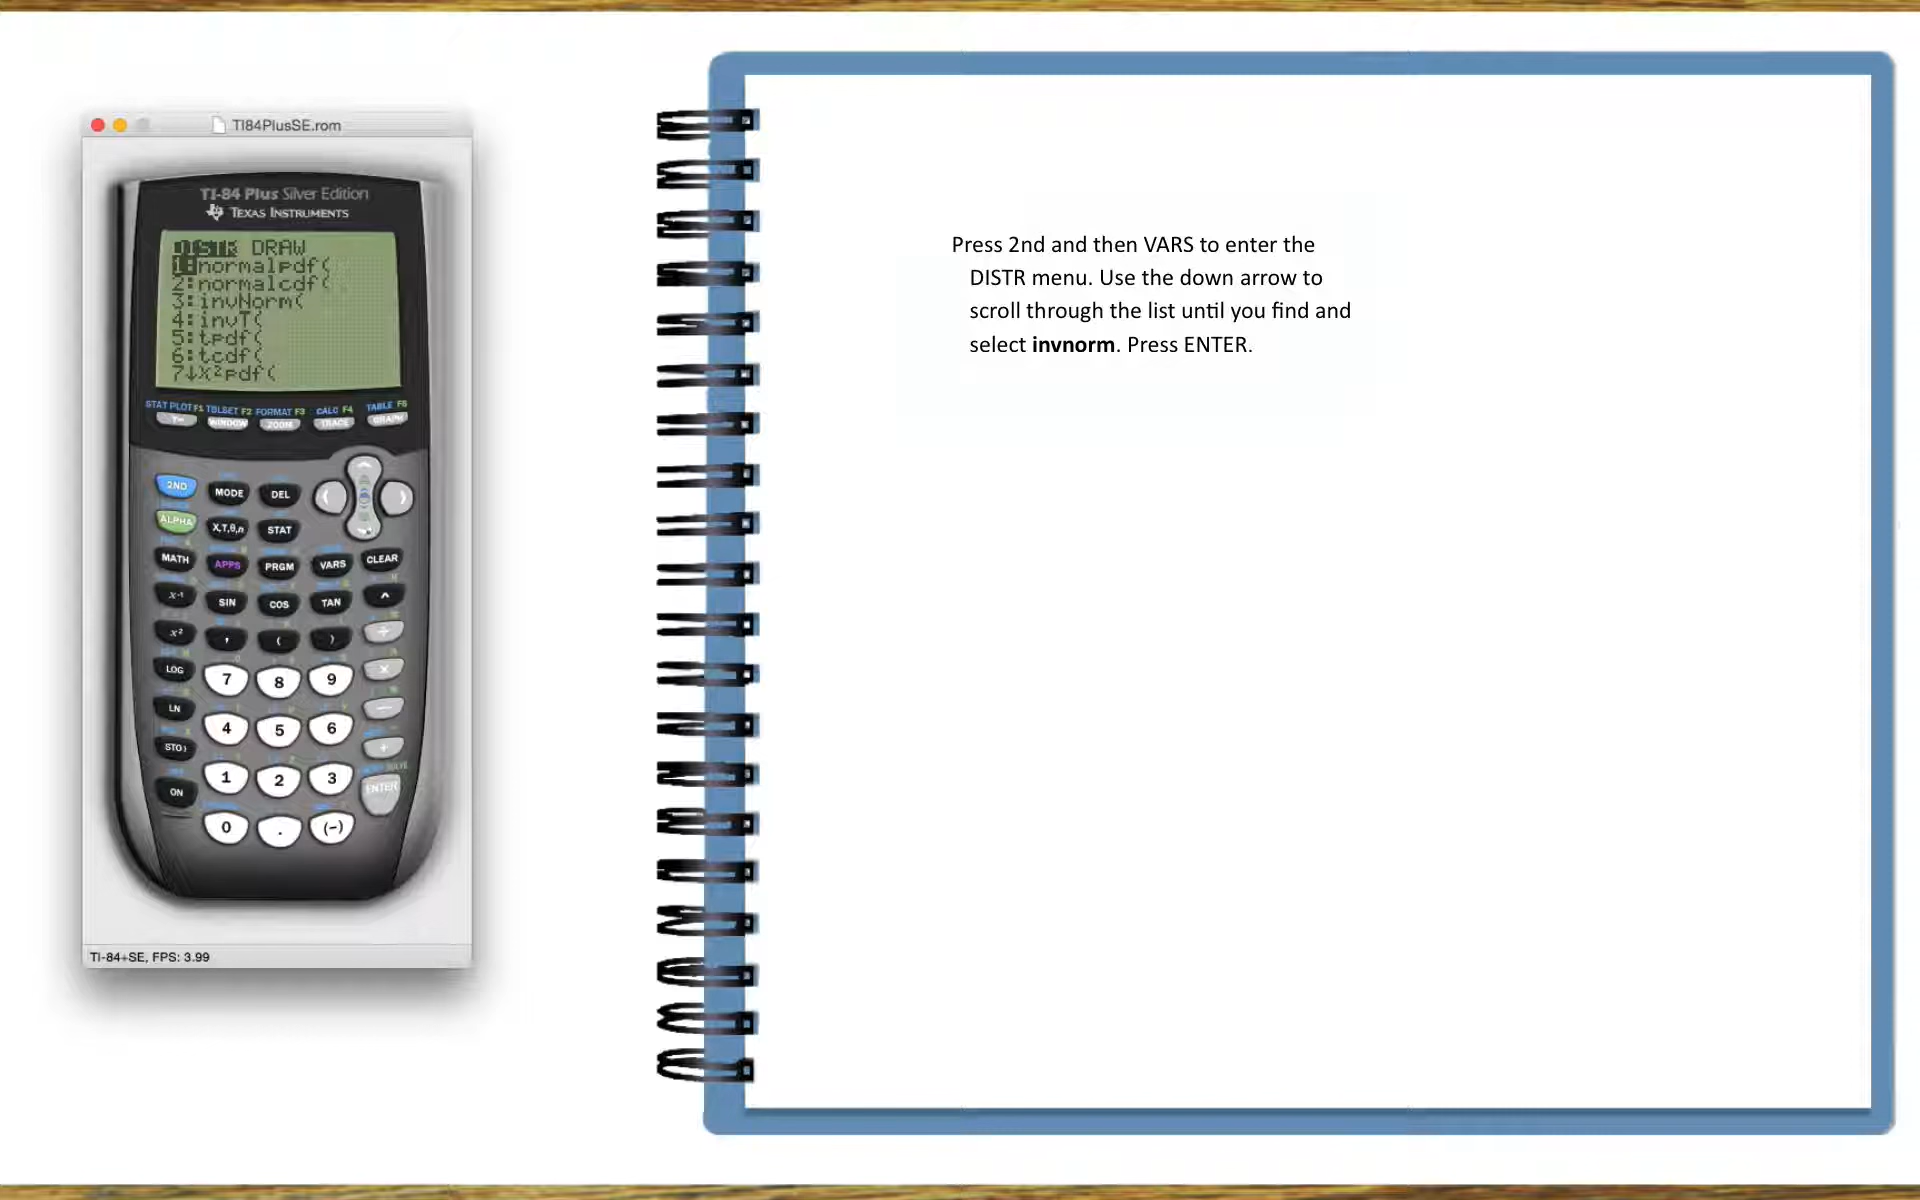 TI84PlusSE.rom
TI-84 Plus Silver Edition
TEXAS INSTRUMENTS
DISTR DRAW
1:normalpdf(
2:normalcdf(
3:invNorm(
4:invT(
5:tpdf(
6:tcdf(
7↓X²pdf(
STAT PLOT F1 TBLSET F2 FORMAT F3 CALC F4 TABLE F5
Y= WINDOW ZOOM TRACE GRAPH
2ND MODE DEL
ALPHA X,T,θ,n STAT
MATH APPS PRGM VARS CLEAR
x-1 SIN COS TAN ^
x2 , ( ) ÷
LOG 7 8 9 ×
LN 4 5 6 −
STO› 1 2 3 +
ON 0 . (–) ENTER
TI-84+SE, FPS: 3.99
Press 2nd and then VARS to enter the
DISTR menu. Use the down arrow to
scroll through the list until you find and
select invnorm. Press ENTER.